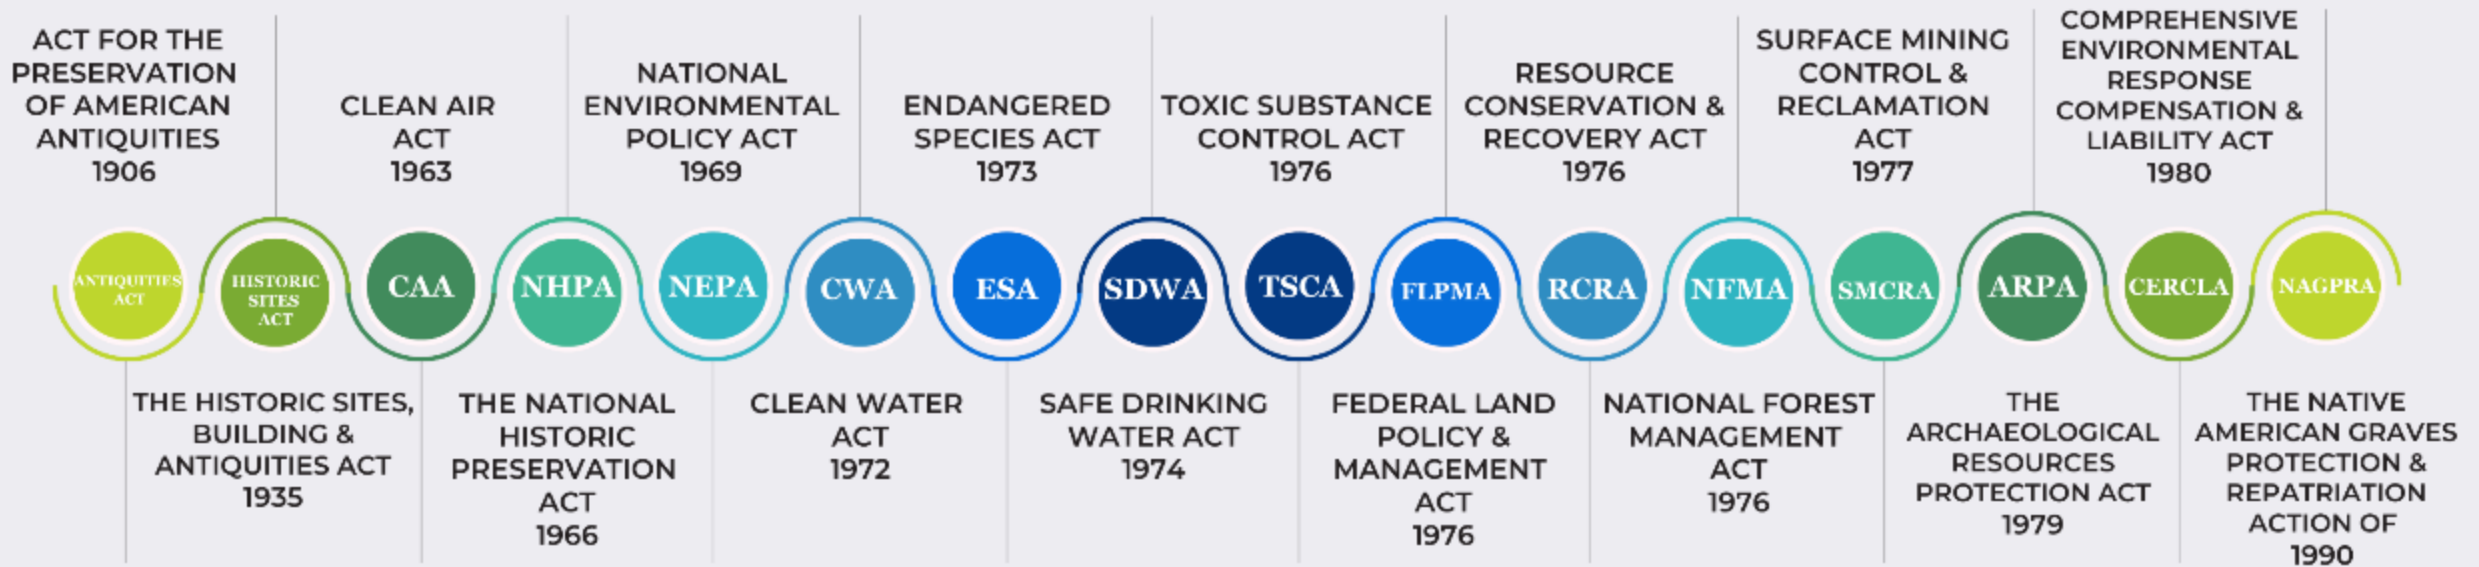 ACT FOR THE
PRESERVATION
OF AMERICAN
ANTIQUITIES
1906
CLEAN AIR
ACT
1963
NATIONAL
ENVIRONMENTAL
POLICY ACT
1969
ENDANGERED
SPECIES ACT
1973
TOXIC SUBSTANCE
CONTROL ACT
1976
RESOURCE
CONSERVATION &
RECOVERY ACT
1976
SURFACE MINING
CONTROL &
RECLAMATION
ACT
1977
COMPREHENSIVE
ENVIRONMENTAL
RESPONSE
COMPENSATION &
LIABILITY ACT
1980
ANTIQUITIES
ACT
HISTORIC
SITES
ACT
CAA
NHPA
NEPA
CWA
ESA
SDWA
TSCA
FLPMA
RCRA
NFMA
SMCRA
ARPA
CERCLA
NAGPRA
THE HISTORIC SITES,
BUILDING &
ANTIQUITIES ACT
1935
THE NATIONAL
HISTORIC
PRESERVATION
ACT
1966
CLEAN WATER
ACT
1972
SAFE DRINKING
WATER ACT
1974
FEDERAL LAND
POLICY &
MANAGEMENT
ACT
1976
NATIONAL FOREST
MANAGEMENT
ACT
1976
THE
ARCHAEOLOGICAL
RESOURCES
PROTECTION ACT
1979
THE NATIVE
AMERICAN GRAVES
PROTECTION &
REPATRIATION
ACTION OF
1990